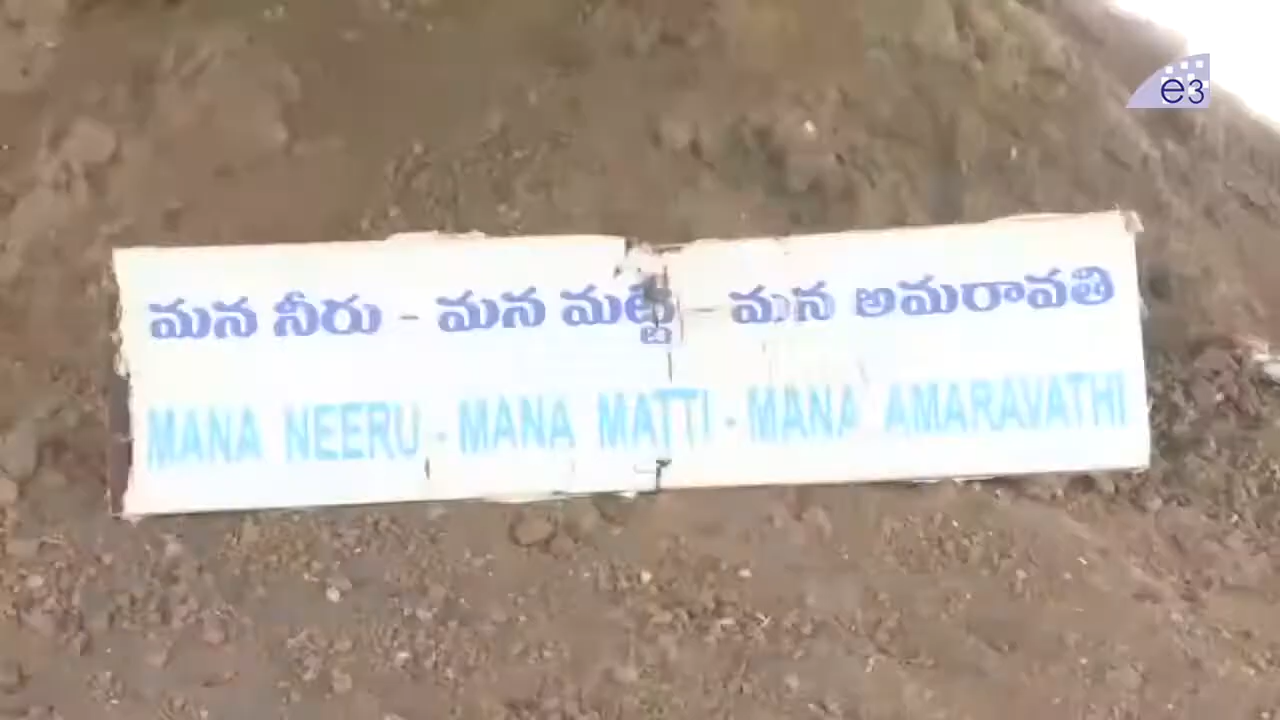 e3
మన నీరు - మన మట్టి - మన అమరావతి
MANA NEERU - MANA MATTI - MANA AMARAVATHI